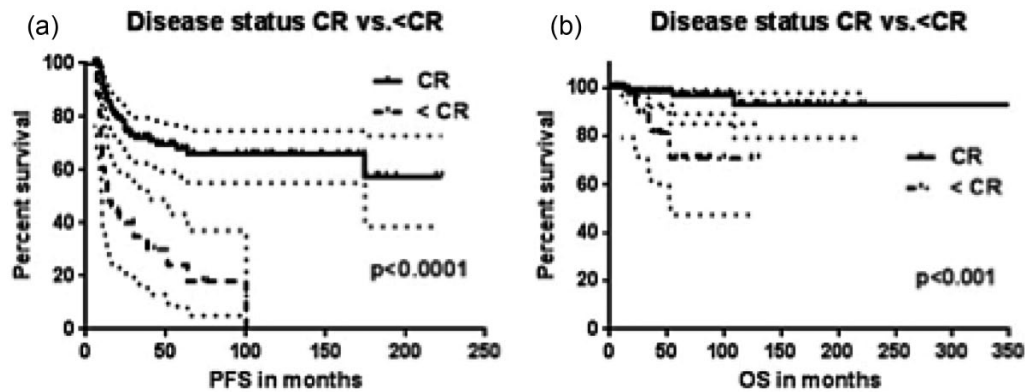 (a)
Disease status CR vs.<CR
100
80
60
40
20
0
Percent survival
CR
< CR
p<0.0001
0 50 100 150 200 250
PFS in months
(b)
Disease status CR vs.<CR
100
80
60
40
20
0
Percent survival
CR
< CR
p<0.001
0 50 100 150 200 250 300 350
OS in months